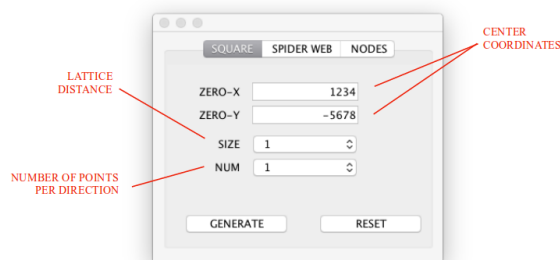 CENTER
COORDINATES
SQUARE SPIDER WEB NODES
LATTICE
DISTANCE
ZERO-X 1234
ZERO-Y -5678
SIZE 1
NUM 1
NUMBER OF POINTS
PER DIRECTION
GENERATE RESET